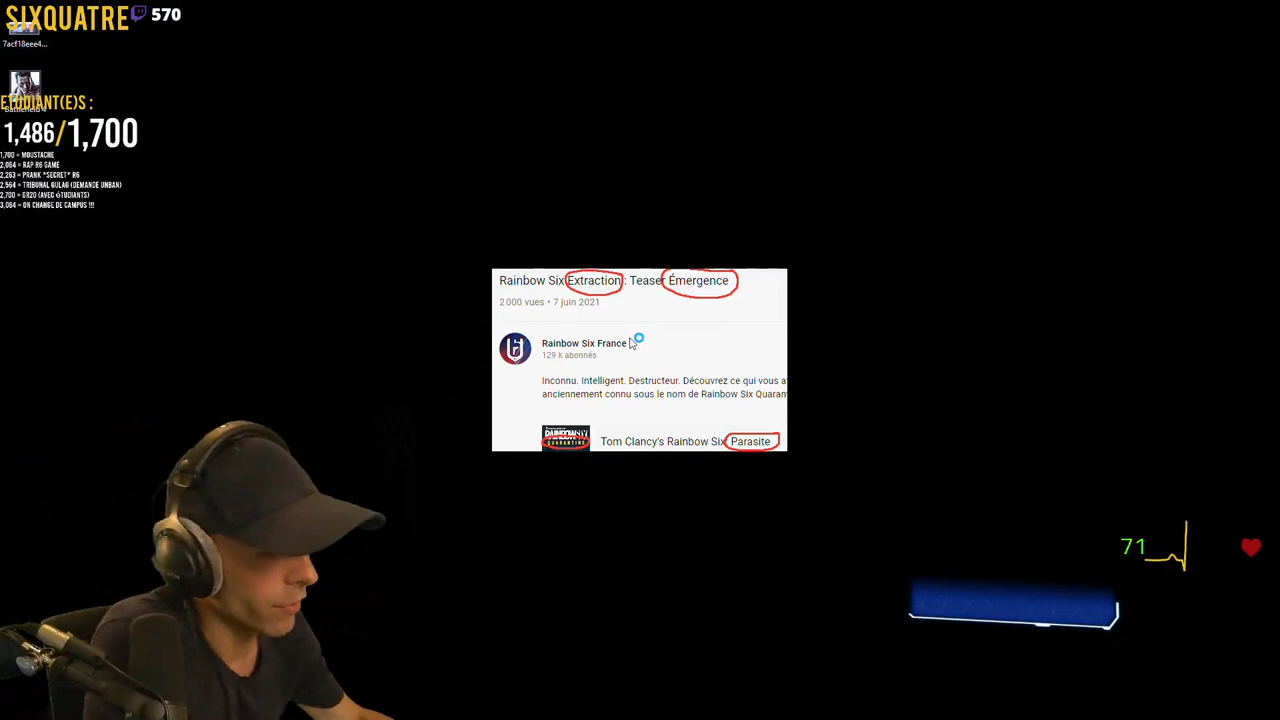 SIXQUATRE 570
7acf18eee4...
ETUDIANT(E)S :
1,486/1,700
1,700 = MOUSTACHE
2,064 = RAP R6 GAME
2,263 = PRANK *SECRET* R6
2,564 = TRIBUNAL GULAG (DEMANDE UNBAN)
2,700 = GR20 (AVEC ÉTUDIANTS)
3,064 = ON CHANGE DE CAMPUS !!!
Rainbow Six Extraction : Teaser Émergence
2 000 vues • 7 juin 2021
Rainbow Six France
129 k abonnés
Inconnu. Intelligent. Destructeur. Découvrez ce qui vous a
anciennement connu sous le nom de Rainbow Six Quaran
RAINBOW SIX
QUARANTINE
Tom Clancy's Rainbow Six Parasite
71